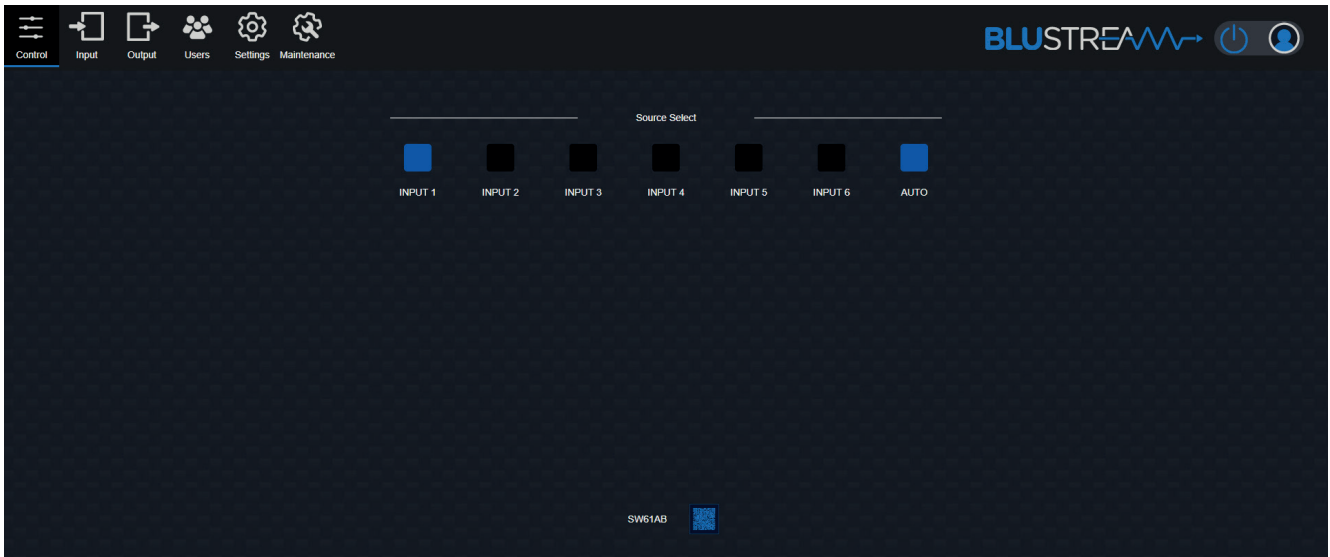 Control Input Output Users Settings Maintenance
BLUSTREAM
Source Select
INPUT 1 INPUT 2 INPUT 3 INPUT 4 INPUT 5 INPUT 6 AUTO
SW61AB